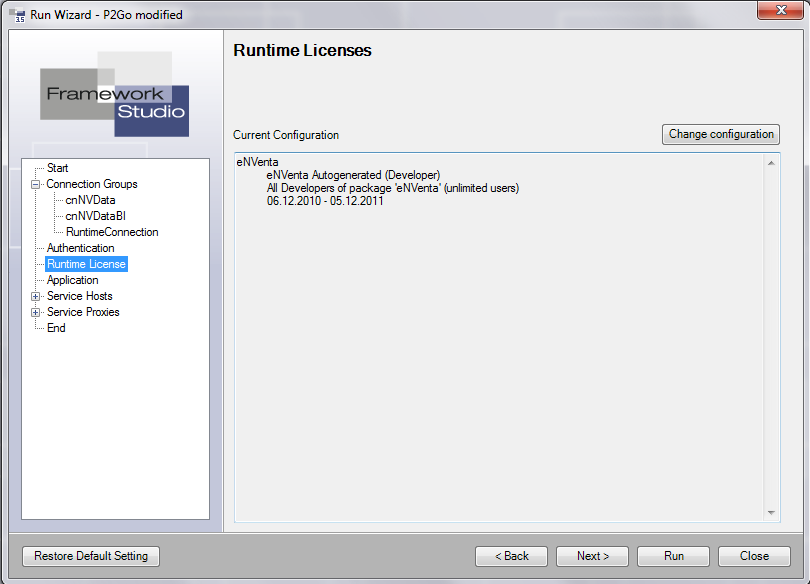 3.5
Run Wizard - P2Go modified
Framework
Studio
Start
Connection Groups
cnNVData
cnNVDataBI
RuntimeConnection
Authentication
Runtime License
Application
Service Hosts
Service Proxies
End
Runtime Licenses
Current Configuration
Change configuration
eNVenta
eNVenta Autogenerated (Developer)
All Developers of package 'eNVenta' (unlimited users)
06.12.2010 - 05.12.2011
Restore Default Setting
< Back
Next >
Run
Close